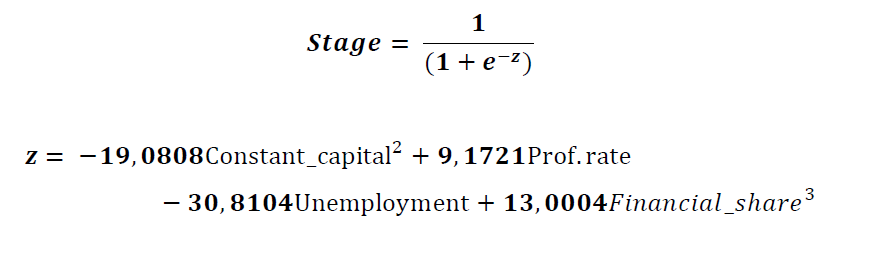 Stage = 1 / (1 + e⁻ᶻ)
z = −19,0808Constant_capital² + 9,1721Prof.rate
− 30,8104Unemployment + 13,0004Financial_share³